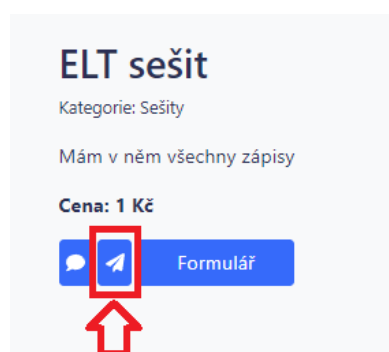 ELT sešit
Kategorie: Sešity
Mám v něm všechny zápisy
Cena: 1 Kč
Formulář